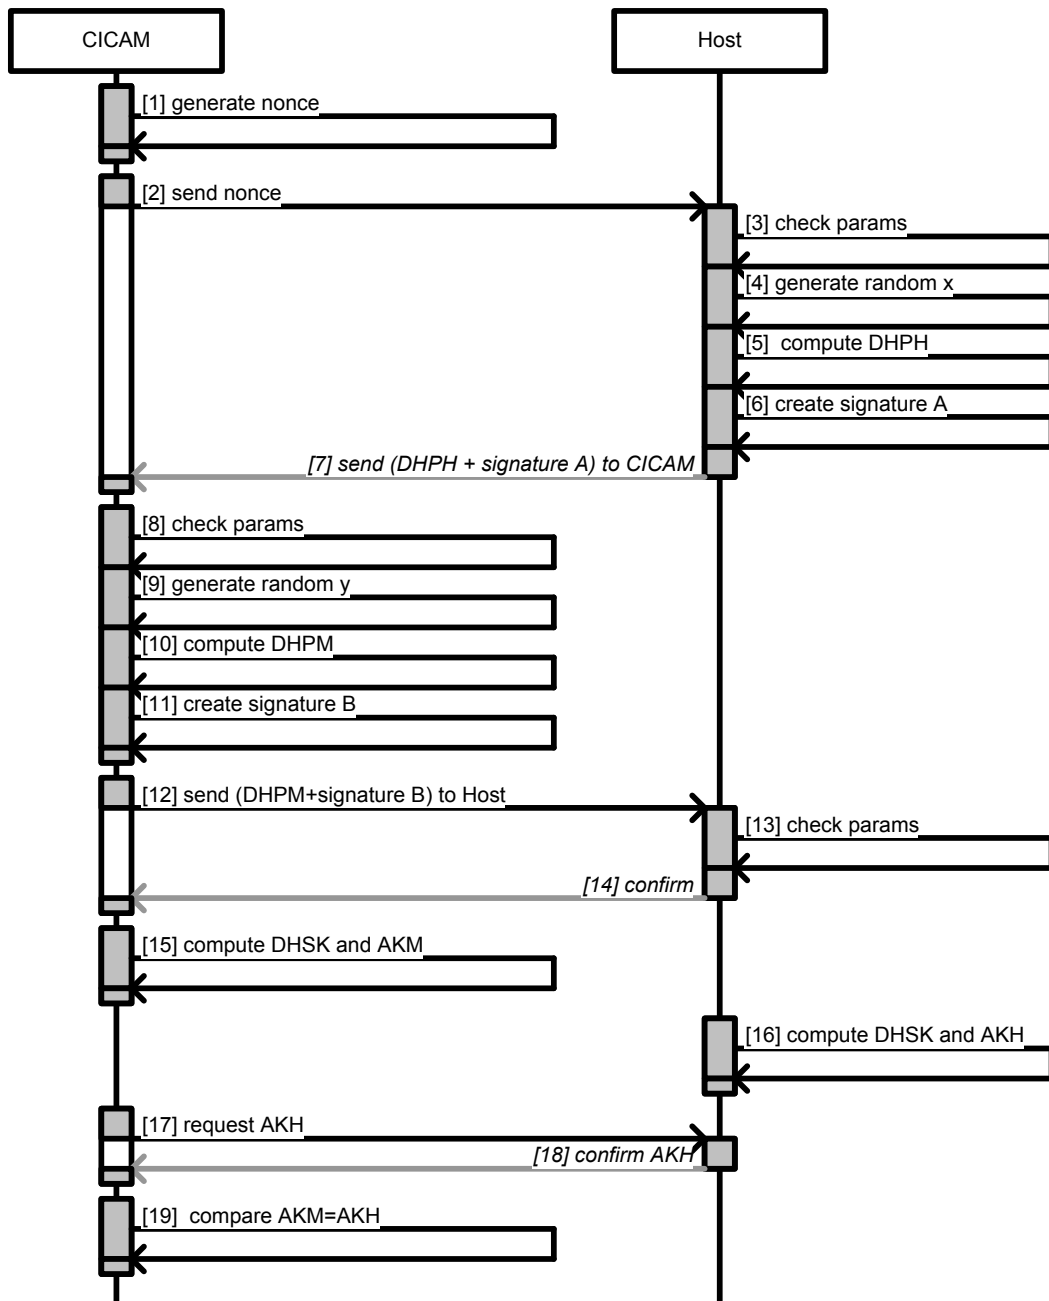 CICAM
Host
[1] generate nonce
[2] send nonce
[3] check params
[4] generate random x
[5]  compute DHPH
[6] create signature A
[7] send (DHPH + signature A) to CICAM
[8] check params
[9] generate random y
[10] compute DHPM
[11] create signature B
[12] send (DHPM+signature B) to Host
[13] check params
[14] confirm
[15] compute DHSK and AKM
[16] compute DHSK and AKH
[17] request AKH
[18] confirm AKH
[19]  compare AKM=AKH